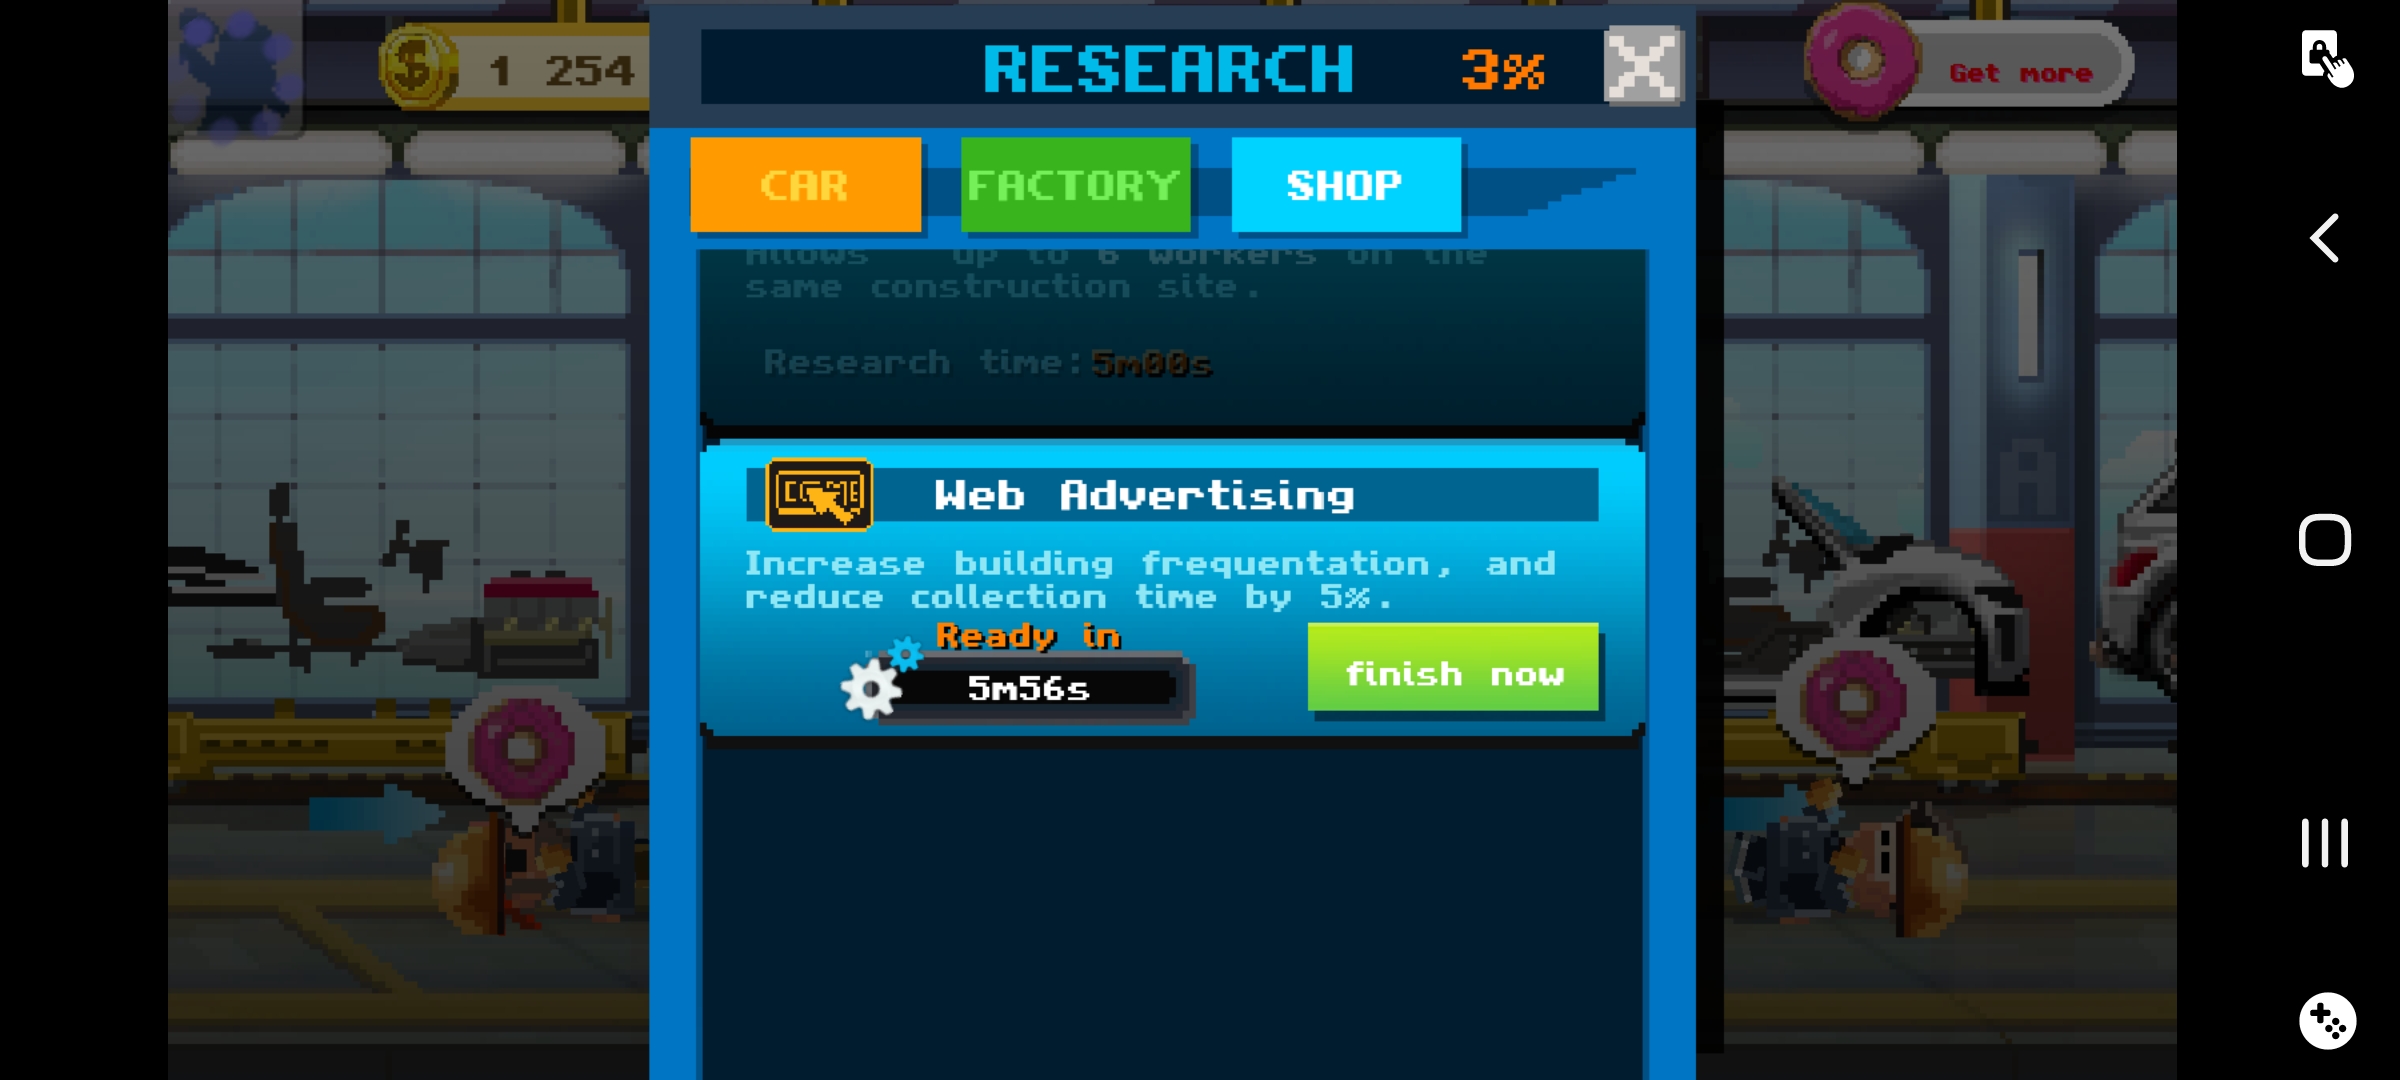 1 254
RESEARCH 3%
Get more
CAR FACTORY SHOP
Allows up to 6 workers on the
same construction site.
Research time:5m00s
Web Advertising
Increase building frequentation, and
reduce collection time by 5%.
Ready in
5m56s
finish now
A